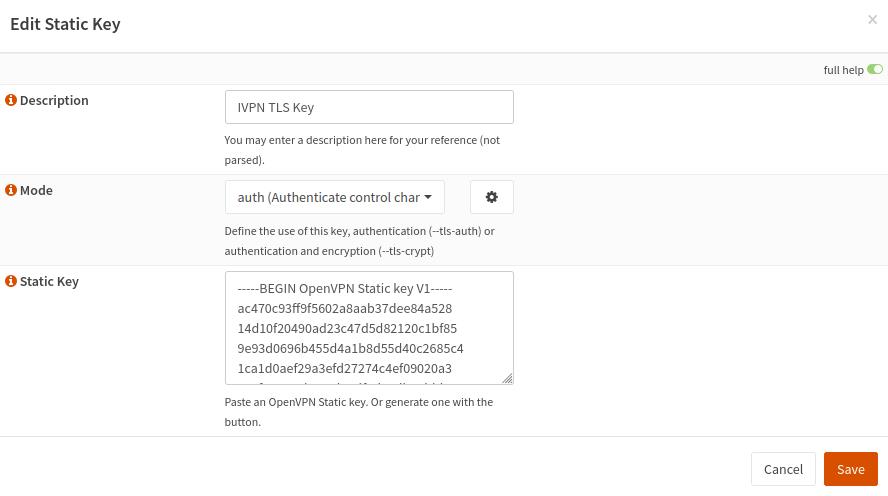 Edit Static Key
×
full help
Description
IVPN TLS Key
You may enter a description here for your reference (not
parsed).
Mode
auth (Authenticate control char
Define the use of this key, authentication (--tls-auth) or
authentication and encryption (--tls-crypt)
Static Key
-----BEGIN OpenVPN Static key V1-----
ac470c93ff9f5602a8aab37dee84a528
14d10f20490ad23c47d5d82120c1bf85
9e93d0696b455d4a1b8d55d40c2685c4
1ca1d0aef29a3efd27274c4ef09020a3
Paste an OpenVPN Static key. Or generate one with the
button.
Cancel
Save